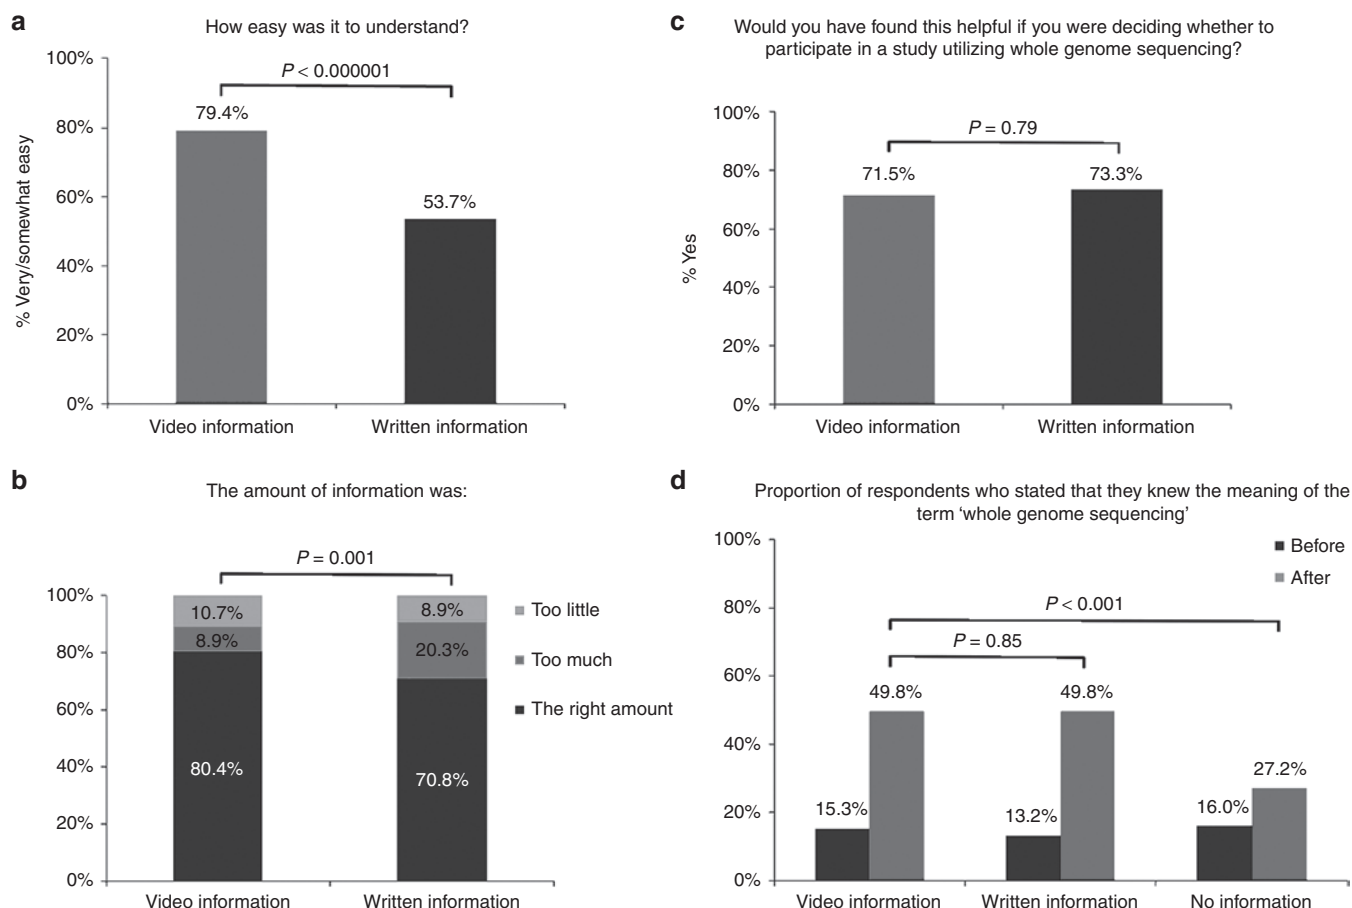 a
How easy was it to understand?
% Very/somewhat easy
100%
80%
60%
40%
20%
0%
P < 0.000001
79.4%
53.7%
Video information
Written information
c
Would you have found this helpful if you were deciding whether to
participate in a study utilizing whole genome sequencing?
% Yes
100%
80%
60%
40%
20%
0%
P = 0.79
71.5%
73.3%
Video information
Written information
b
The amount of information was:
P = 0.001
100%
80%
60%
40%
20%
0%
10.7%
8.9%
80.4%
8.9%
20.3%
70.8%
Too little
Too much
The right amount
Video information
Written information
d
Proportion of respondents who stated that they knew the meaning of the
term ‘whole genome sequencing’
100%
80%
60%
40%
20%
0%
Before
After
P < 0.001
P = 0.85
15.3%
49.8%
13.2%
49.8%
16.0%
27.2%
Video information
Written information
No information